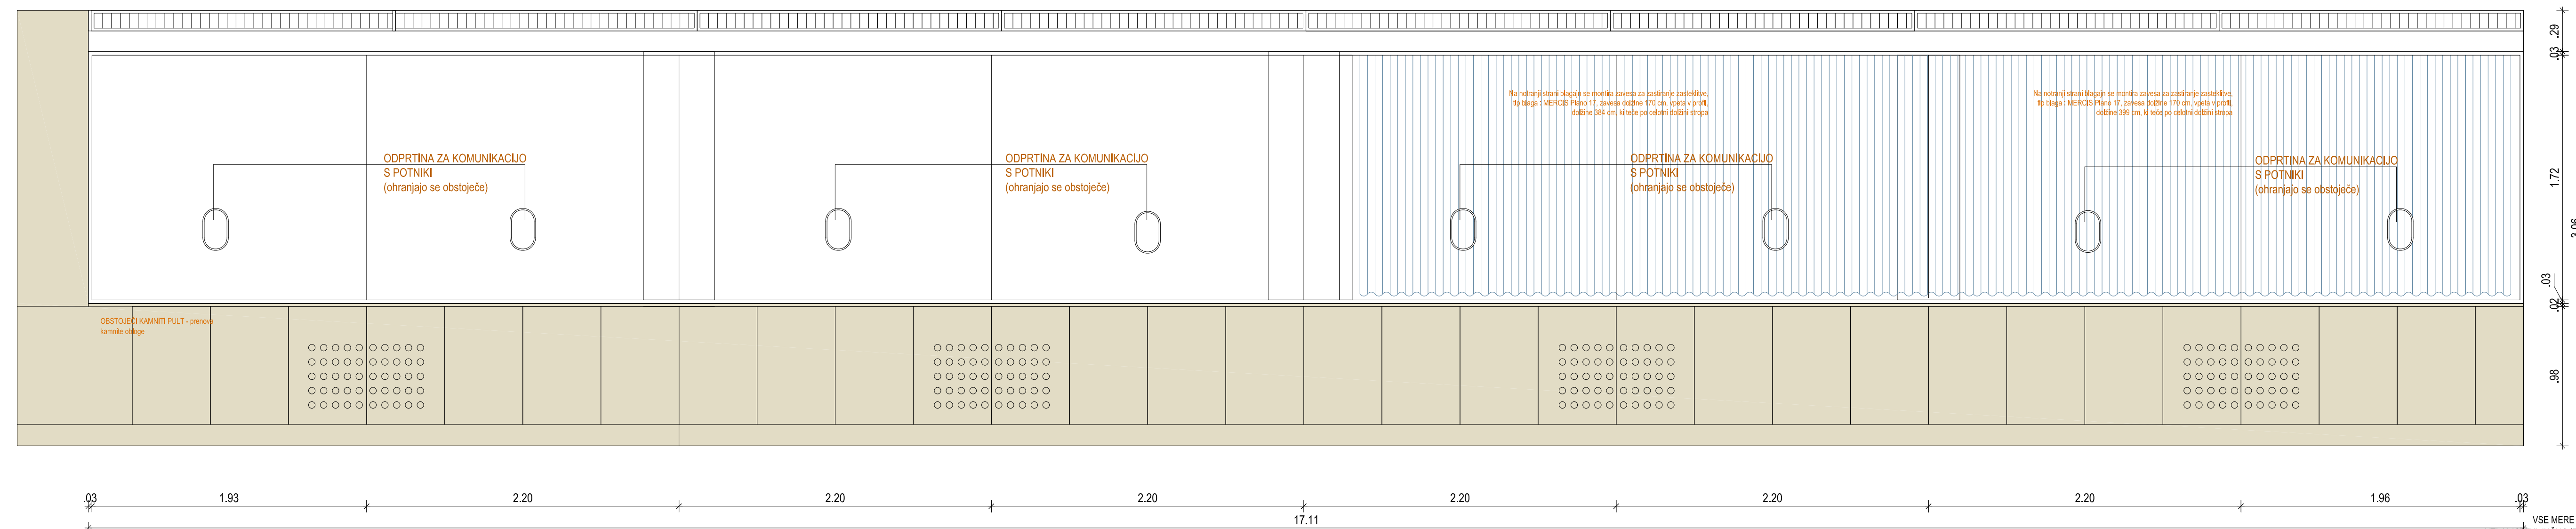 .29
.03
Na notranji strani blagajn se montira zavesa za zastiranje zasteklitve,
tip blaga : MERCIS Plano 17, zavesa dolžine 170 cm, vpeta v profil,
dolžine 384 cm, ki teče po celotni dolžini stropa
Na notranji strani blagajn se montira zavesa za zastiranje zasteklitve,
tip blaga : MERCIS Plano 17, zavesa dolžine 170 cm, vpeta v profil,
dolžine 399 cm, ki teče po celotni dolžini stropa
ODPRTINA ZA KOMUNIKACIJO
S POTNIKI
(ohranjajo se obstoječe)
ODPRTINA ZA KOMUNIKACIJO
S POTNIKI
(ohranjajo se obstoječe)
ODPRTINA ZA KOMUNIKACIJO
S POTNIKI
(ohranjajo se obstoječe)
ODPRTINA ZA KOMUNIKACIJO
S POTNIKI
(ohranjajo se obstoječe)
1.72
3.06
.03
.02
OBSTOJEČI KAMNITI PULT - prenova
kamnite obloge
.98
.03 1.93 2.20 2.20 2.20 2.20 2.20 2.20 1.96 .03
17.11
VSE MERE